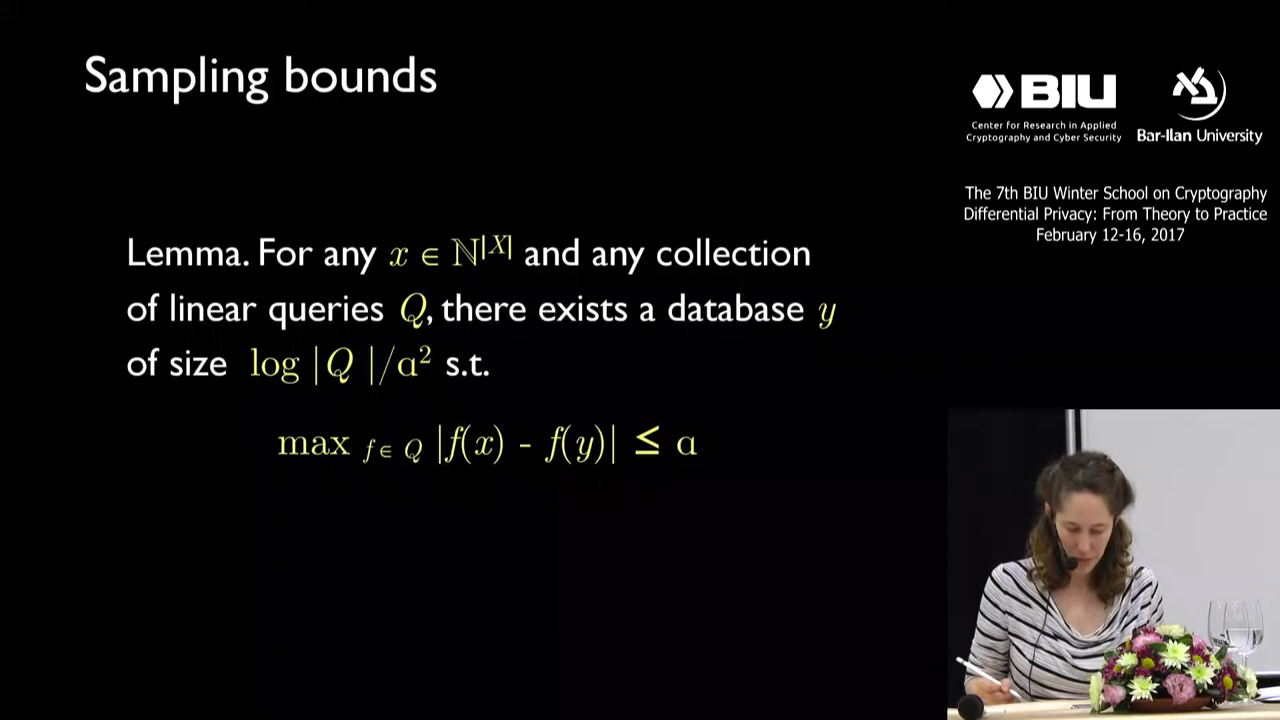 Sampling bounds
Lemma. For any x ∈ ℕ^|X| and any collection
of linear queries Q, there exists a database y
of size log |Q |/α² s.t.
max f∈ Q |f(x) - f(y)| ≤ α
BIU
Center for Research in Applied
Cryptography and Cyber Security
Bar-Ilan University
The 7th BIU Winter School on Cryptography
Differential Privacy: From Theory to Practice
February 12-16, 2017